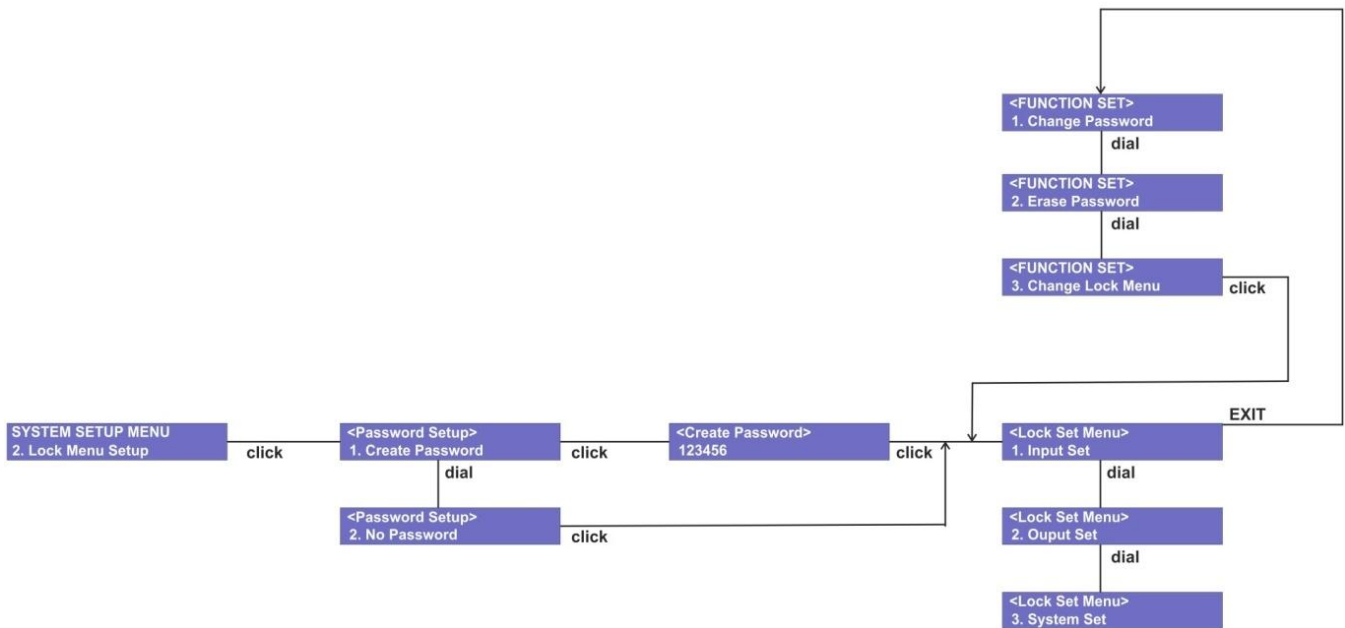 <FUNCTION SET>
1. Change Password
dial
<FUNCTION SET>
2. Erase Password
dial
<FUNCTION SET>
3. Change Lock Menu
click
EXIT
SYSTEM SETUP MENU
2. Lock Menu Setup
click
<Password Setup>
1. Create Password
click
dial
<Password Setup>
2. No Password
click
<Create Password>
123456
click
<Lock Set Menu>
1. Input Set
dial
<Lock Set Menu>
2. Ouput Set
dial
<Lock Set Menu>
3. System Set